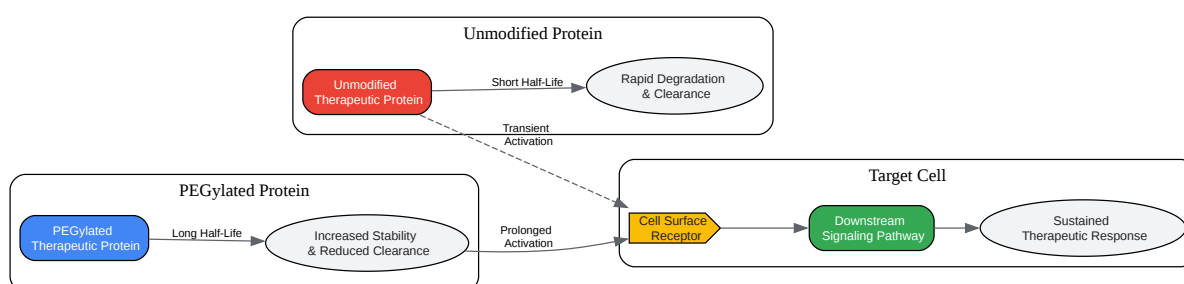 Unmodified Protein
Unmodified
Therapeutic Protein
Short Half-Life
Rapid Degradation
& Clearance
Transient
Activation
PEGylated Protein
PEGylated
Therapeutic Protein
Long Half-Life
Increased Stability
& Reduced Clearance
Prolonged
Activation
Target Cell
Cell Surface
Receptor
Downstream
Signaling Pathway
Sustained
Therapeutic Response